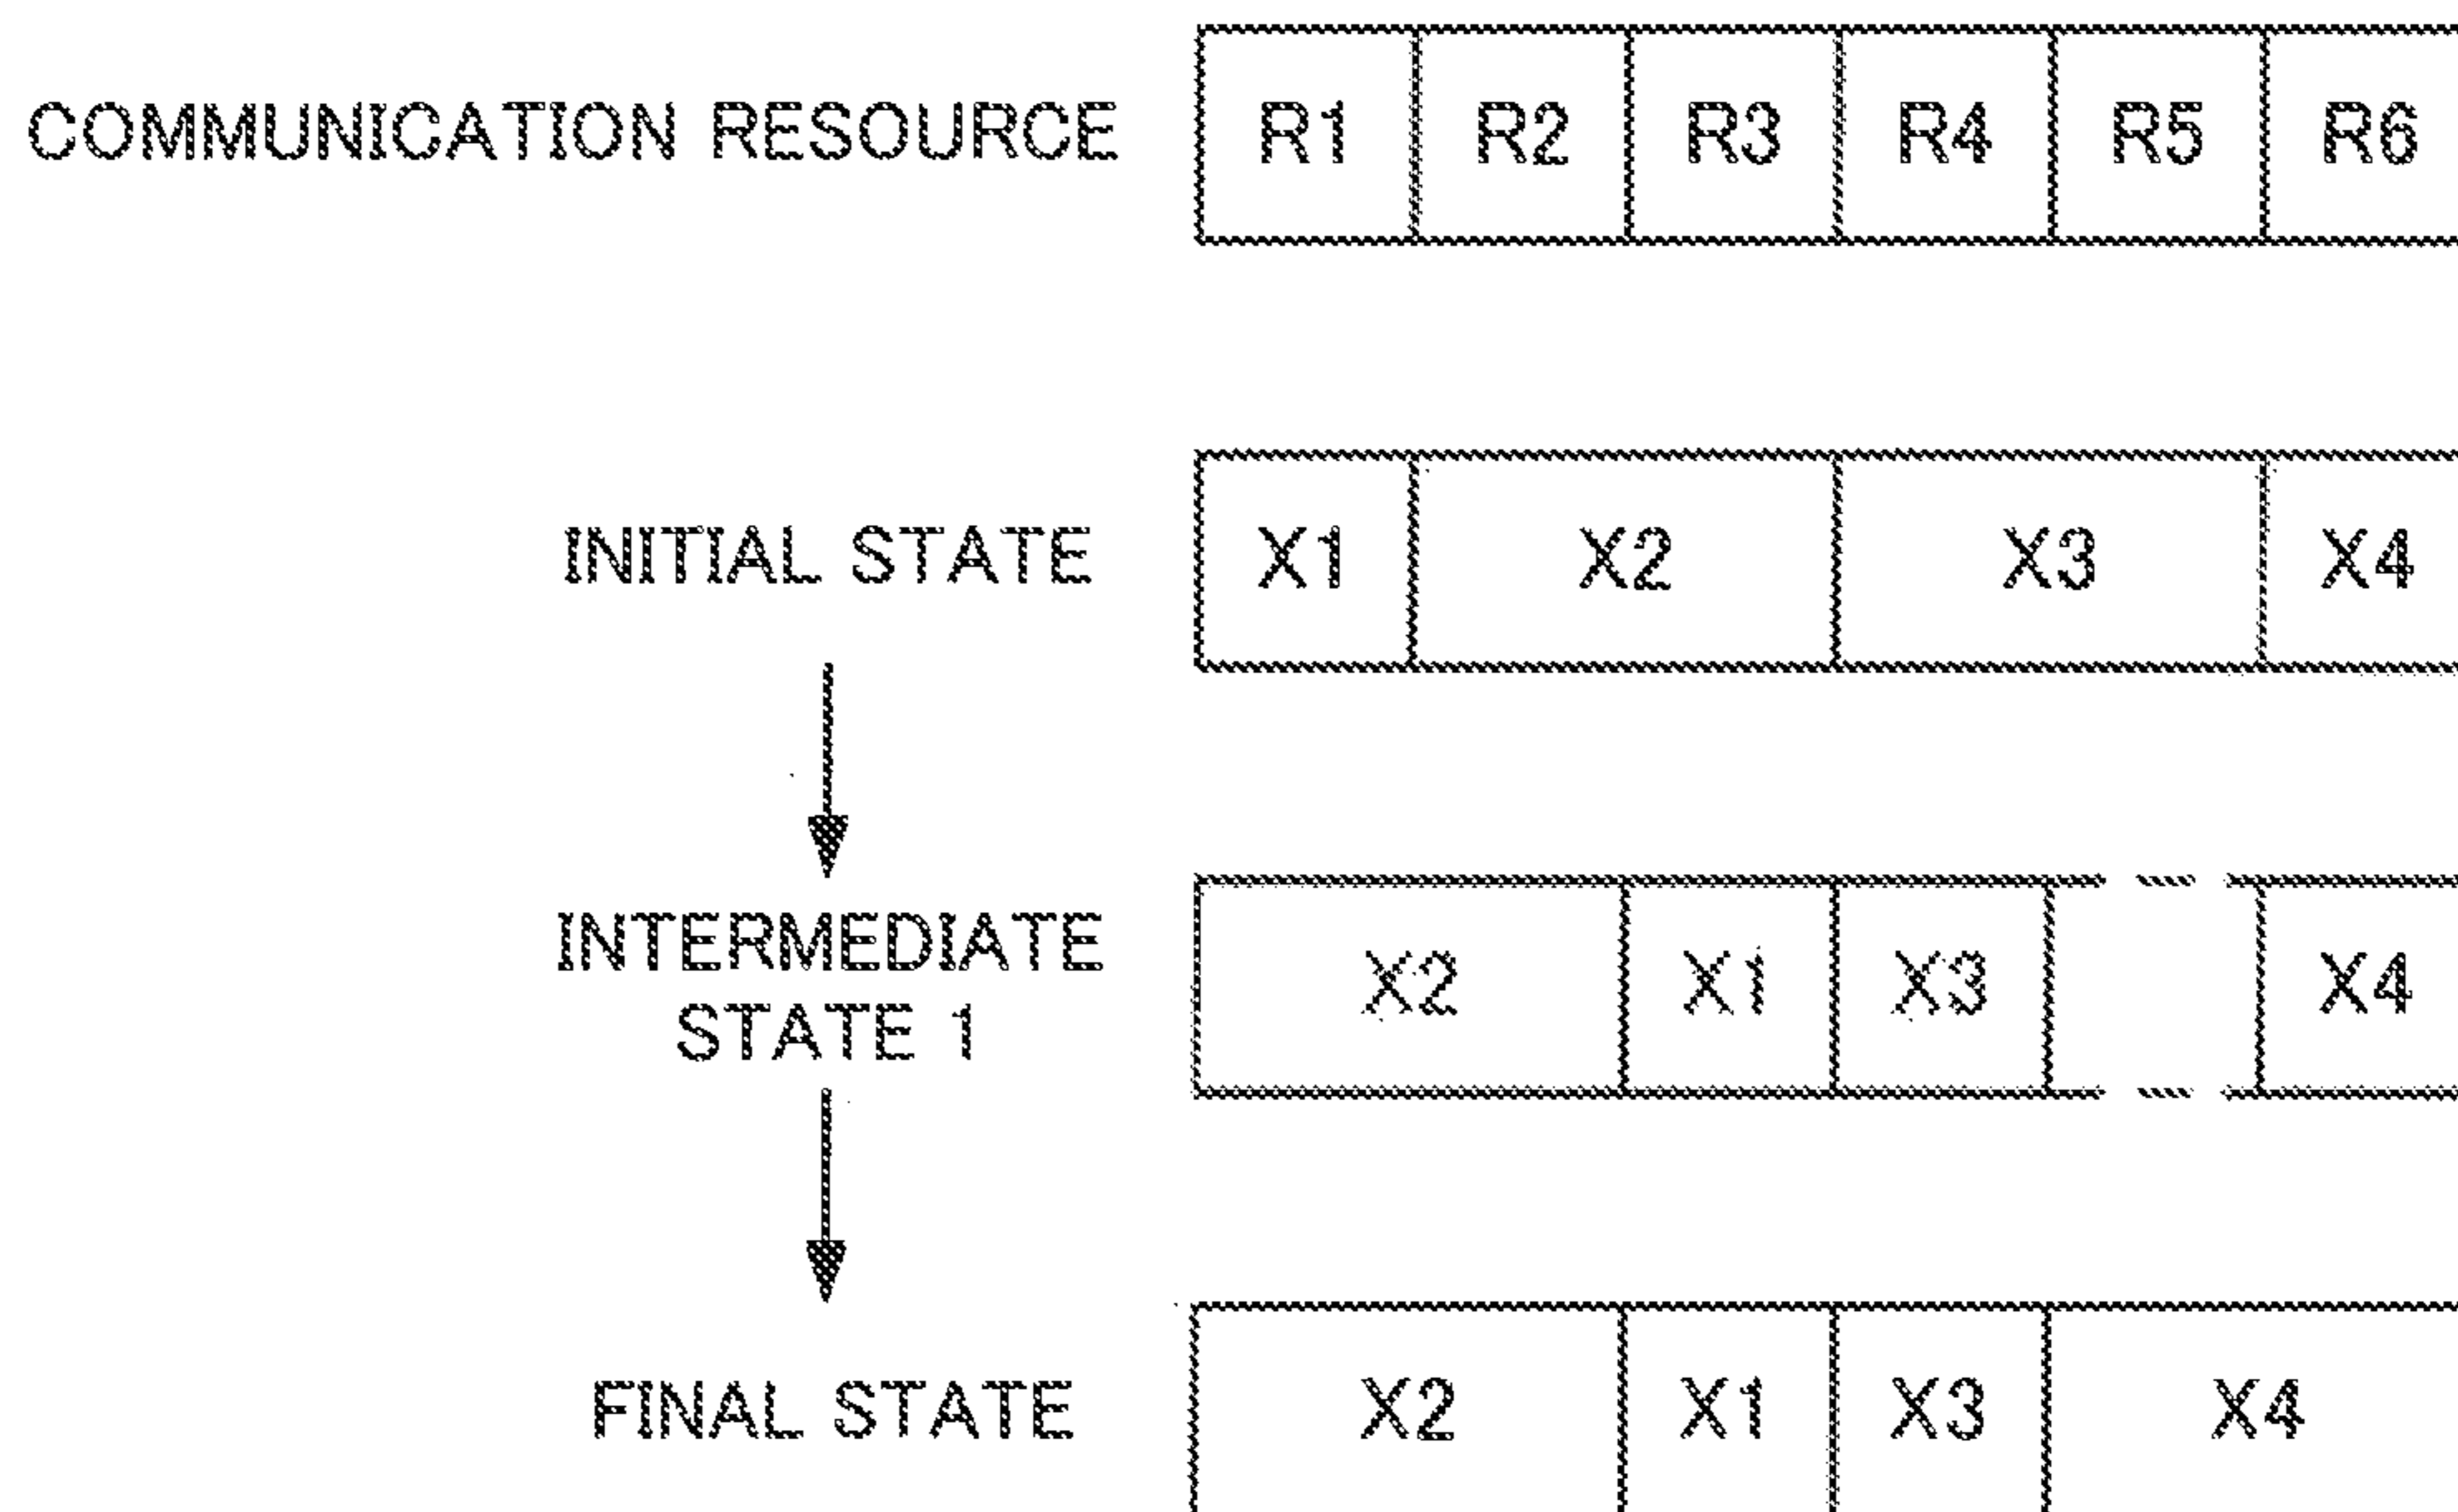 COMMUNICATION RESOURCE R1 R2 R3 R4 R5 R6
INITIAL STATE X1 X2 X3 X4
INTERMEDIATE
STATE 1
X2 X1 X3 X4
FINAL STATE X2 X1 X3 X4